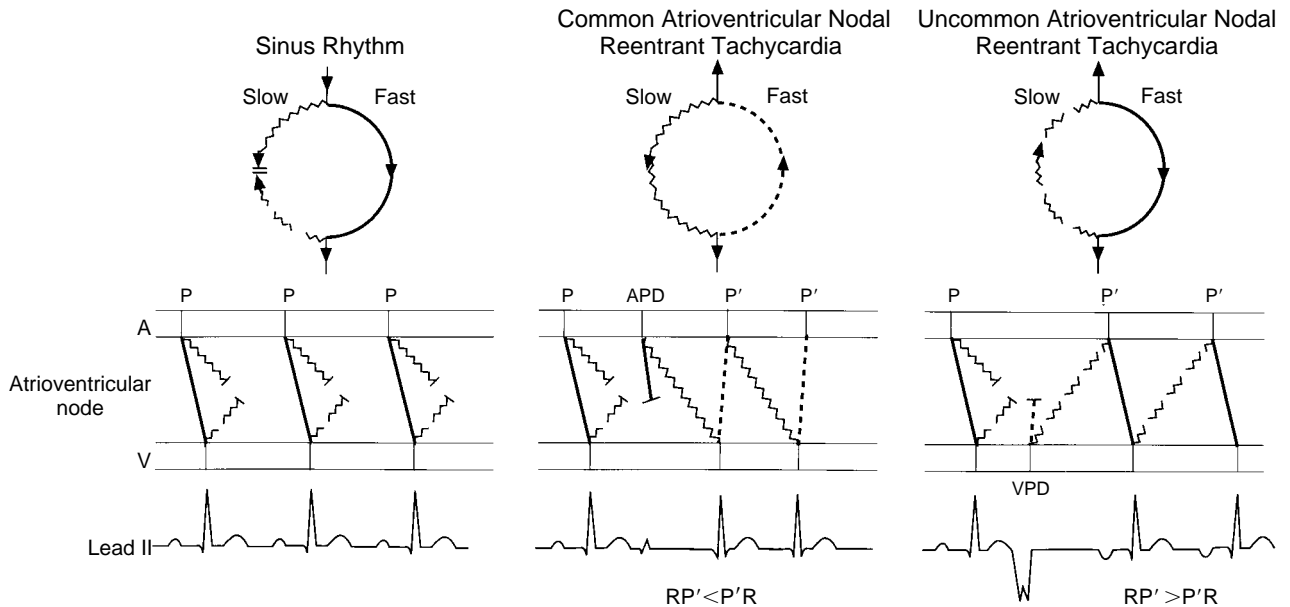 Sinus Rhythm
Slow Fast
Common Atrioventricular Nodal
Reentrant Tachycardia
Slow Fast
Uncommon Atrioventricular Nodal
Reentrant Tachycardia
Slow Fast
P P P
P APD P′ P′
P P′ P′
A
Atrioventricular
node
V
VPD
Lead II
RP′<P′R
RP′ >P′R